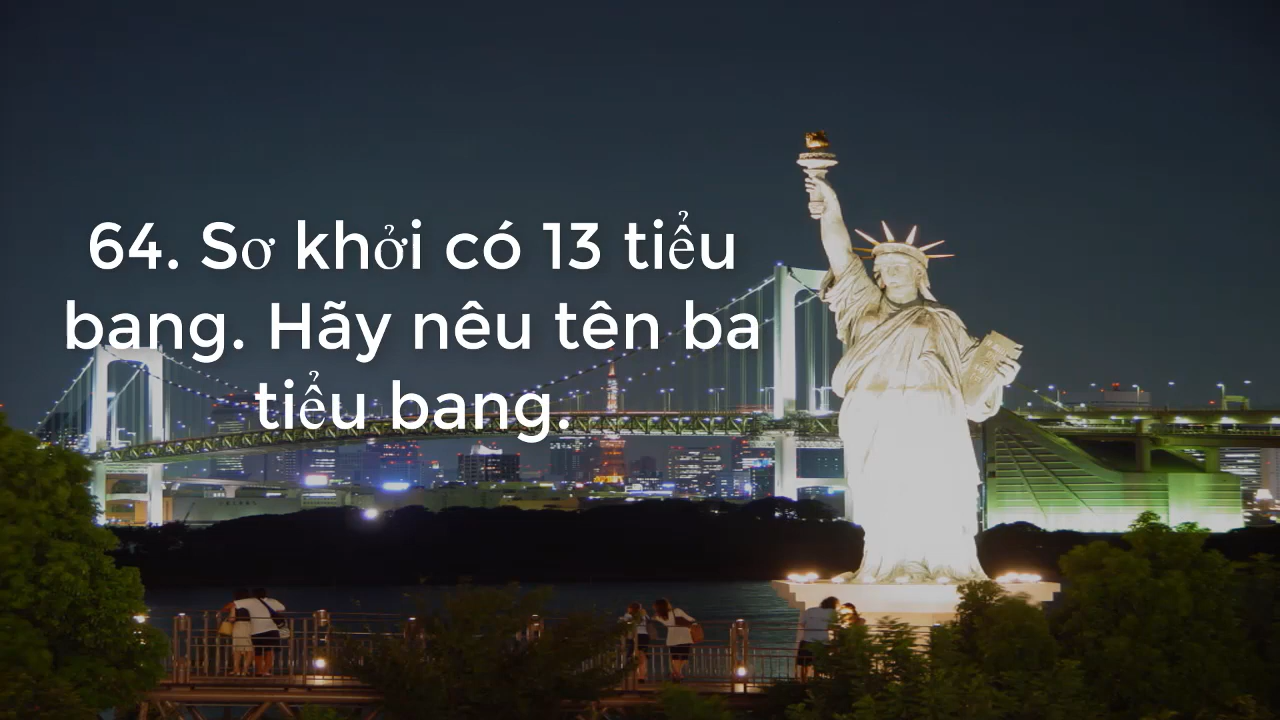 64. Sơ khởi có 13 tiểu
bang. Hãy nêu tên ba
tiểu bang.